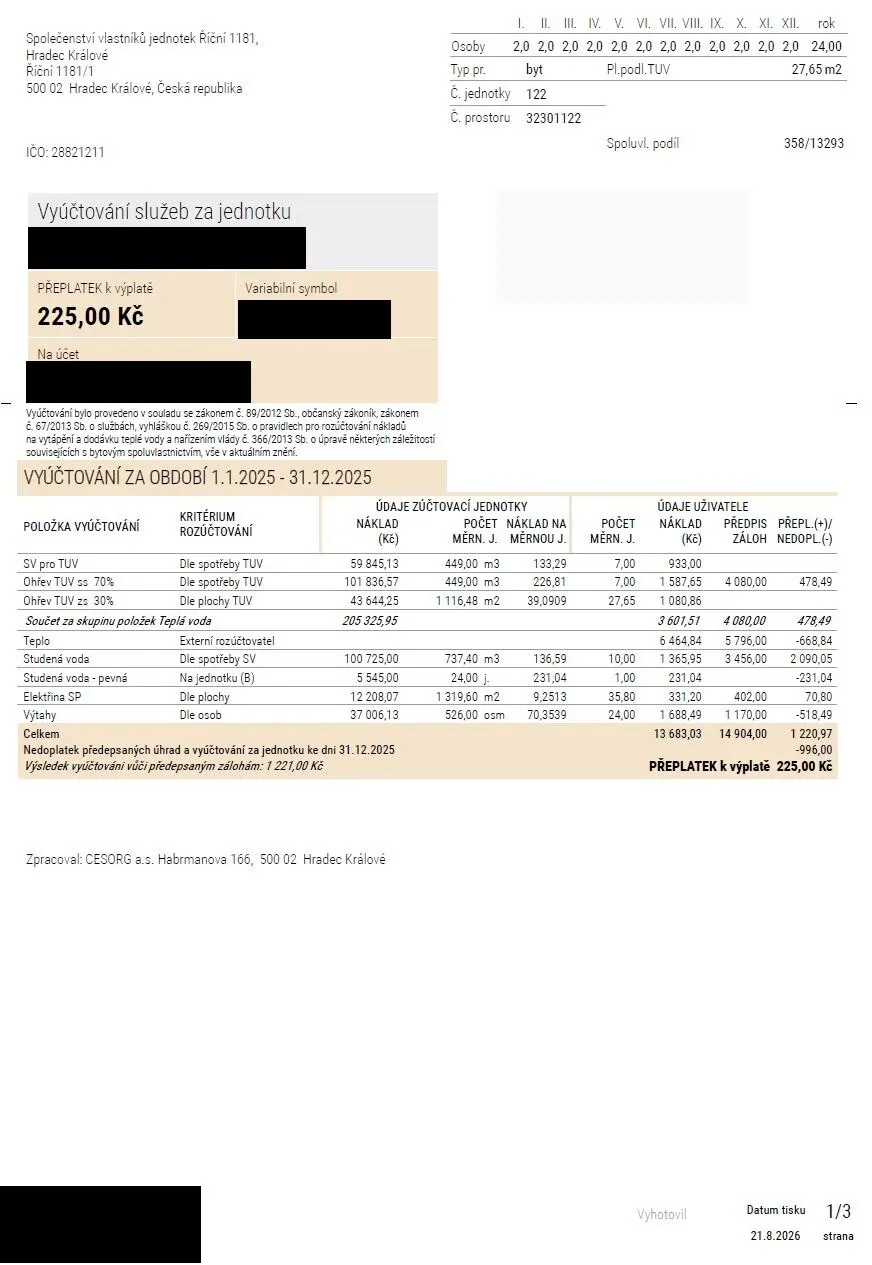 Společenství vlastníků jednotek Říční 1181,
Hradec Králové
Říční 1181/1
500 02 Hradec Králové, Česká republika
IČO: 28821211
I. II. III. IV. V. VI. VII. VIII. IX. X. XI. XII. rok
Osoby 2,0 2,0 2,0 2,0 2,0 2,0 2,0 2,0 2,0 2,0 2,0 2,0 24,00
Typ pr. byt Pl.podl.TUV 27,65 m2
Č. jednotky 122
Č. prostoru 32301122
Spoluvl. podíl 358/13293
Vyúčtování služeb za jednotku
PŘEPLATEK k výplatě Variabilní symbol
225,00 Kč
Na účet
Vyúčtování bylo provedeno v souladu se zákonem č. 89/2012 Sb., občanský zákoník, zákonem
č. 67/2013 Sb. o službách, vyhláškou č. 269/2015 Sb. o pravidlech pro rozúčtování nákladů
na vytápění a dodávku teplé vody a nařízením vlády č. 366/2013 Sb. o úpravě některých záležitostí
souvisejících s bytovým spoluvlastnictvím, vše v aktuálním znění.
VYÚČTOVÁNÍ ZA OBDOBÍ 1.1.2025 - 31.12.2025
ÚDAJE ZÚČTOVACÍ JEDNOTKY ÚDAJE UŽIVATELE
POLOŽKA VYÚČTOVÁNÍ KRITÉRIUM ROZÚČTOVÁNÍ NÁKLAD (Kč) POČET MĚRN. J. NÁKLAD NA MĚRNOU J. POČET MĚRN. J. NÁKLAD (Kč) PŘEDPIS ZÁLOH PŘEPL.(+)/ NEDOPL.(-)
SV pro TUV Dle spotřeby TUV 59 845,13 449,00 m3 133,29 7,00 933,00
Ohřev TUV ss 70% Dle spotřeby TUV 101 836,57 449,00 m3 226,81 7,00 1 587,65 4 080,00 478,49
Ohřev TUV zs 30% Dle plochy TUV 43 644,25 1 116,48 m2 39,0909 27,65 1 080,86
Součet za skupinu položek Teplá voda 205 325,95 3 601,51 4 080,00 478,49
Teplo Externí rozúčtovatel 6 464,84 5 796,00 -668,84
Studená voda Dle spotřeby SV 100 725,00 737,40 m3 136,59 10,00 1 365,95 3 456,00 2 090,05
Studená voda - pevná Na jednotku (B) 5 545,00 24,00 j. 231,04 1,00 231,04 -231,04
Elektřina SP Dle plochy 12 208,07 1 319,60 m2 9,2513 35,80 331,20 402,00 70,80
Výtahy Dle osob 37 006,13 526,00 osm 70,3539 24,00 1 688,49 1 170,00 -518,49
Celkem 13 683,03 14 904,00 1 220,97
Nedoplatek předepsaných úhrad a vyúčtování za jednotku ke dni 31.12.2025 -996,00
Výsledek vyúčtování vůči předepsaným zálohám: 1 221,00 Kč PŘEPLATEK k výplatě 225,00 Kč
Zpracoval: CESORG a.s. Habrmanova 166, 500 02 Hradec Králové
Vyhotovil Datum tisku 1/3
21.8.2026 strana